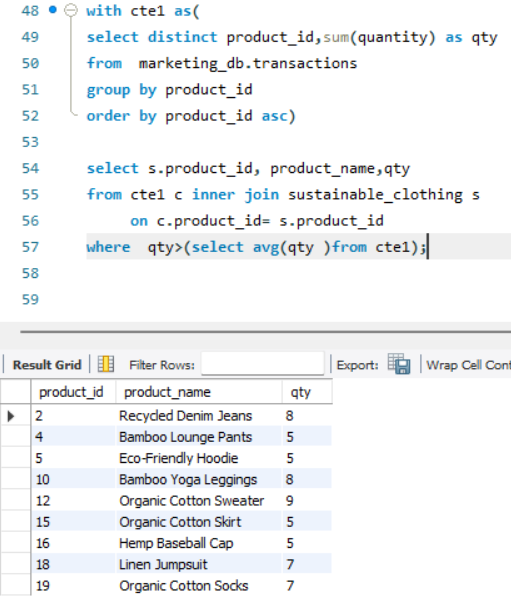 48 with cte1 as(
49 select distinct product_id,sum(quantity) as qty
50 from  marketing_db.transactions
51 group by product_id
52 order by product_id asc)
53
54 select s.product_id, product_name,qty
55 from cte1 c inner join sustainable_clothing s
56 on c.product_id= s.product_id
57 where  qty>(select avg(qty )from cte1);
58
59
Result Grid Filter Rows: Export: Wrap Cell Cont
product_id product_name qty
2 Recycled Denim Jeans 8
4 Bamboo Lounge Pants 5
5 Eco-Friendly Hoodie 5
10 Bamboo Yoga Leggings 8
12 Organic Cotton Sweater 9
15 Organic Cotton Skirt 5
16 Hemp Baseball Cap 5
18 Linen Jumpsuit 7
19 Organic Cotton Socks 7